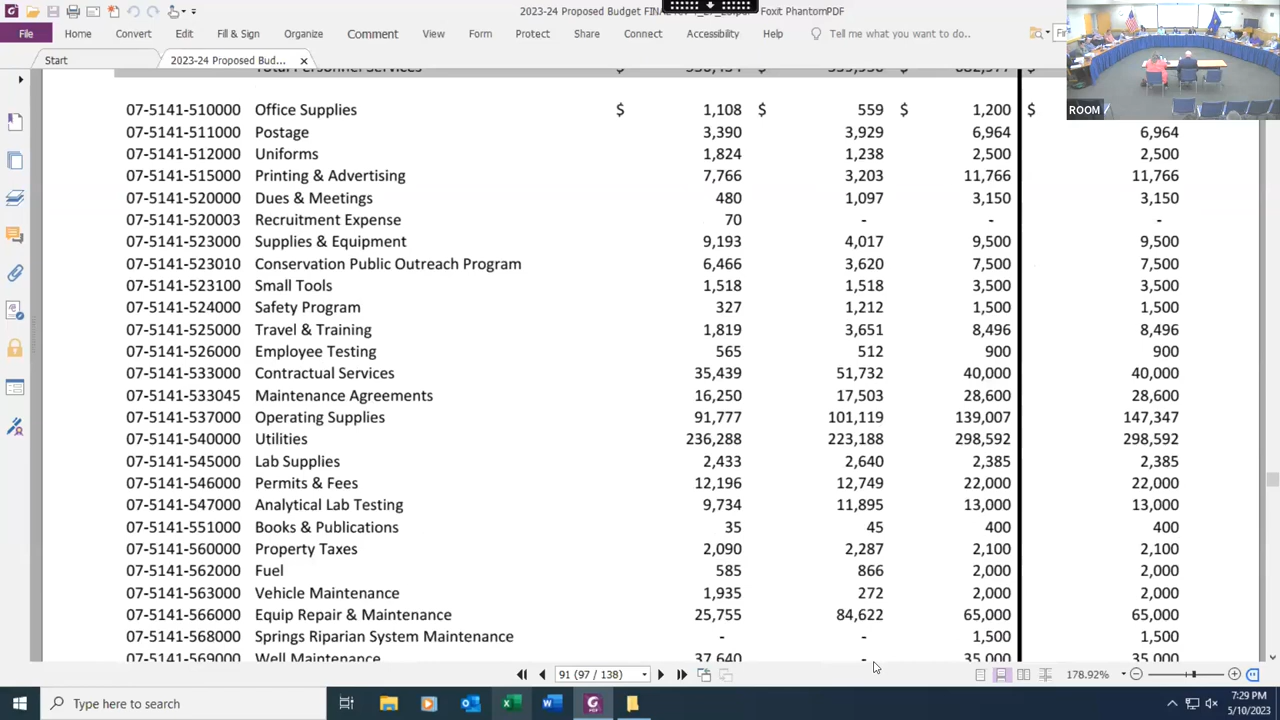 2023-24 Proposed Budget FINAL
Foxit PhantomPDF
File Home Convert Edit Fill & Sign Organize Comment View Form Protect Share Connect Accessibility Help Tell me what you want to do..
Start 2023-24 Proposed Bud... ×
ROOM
Total Personnel Services $ $ $
07-5141-510000 Office Supplies $ 1,108 $ 559 $ 1,200 $
07-5141-511000 Postage 3,390 3,929 6,964 6,964
07-5141-512000 Uniforms 1,824 1,238 2,500 2,500
07-5141-515000 Printing & Advertising 7,766 3,203 11,766 11,766
07-5141-520000 Dues & Meetings 480 1,097 3,150 3,150
07-5141-520003 Recruitment Expense 70 - - -
07-5141-523000 Supplies & Equipment 9,193 4,017 9,500 9,500
07-5141-523010 Conservation Public Outreach Program 6,466 3,620 7,500 7,500
07-5141-523100 Small Tools 1,518 1,518 3,500 3,500
07-5141-524000 Safety Program 327 1,212 1,500 1,500
07-5141-525000 Travel & Training 1,819 3,651 8,496 8,496
07-5141-526000 Employee Testing 565 512 900 900
07-5141-533000 Contractual Services 35,439 51,732 40,000 40,000
07-5141-533045 Maintenance Agreements 16,250 17,503 28,600 28,600
07-5141-537000 Operating Supplies 91,777 101,119 139,007 147,347
07-5141-540000 Utilities 236,288 223,188 298,592 298,592
07-5141-545000 Lab Supplies 2,433 2,640 2,385 2,385
07-5141-546000 Permits & Fees 12,196 12,749 22,000 22,000
07-5141-547000 Analytical Lab Testing 9,734 11,895 13,000 13,000
07-5141-551000 Books & Publications 35 45 400 400
07-5141-560000 Property Taxes 2,090 2,287 2,100 2,100
07-5141-562000 Fuel 585 866 2,000 2,000
07-5141-563000 Vehicle Maintenance 1,935 272 2,000 2,000
07-5141-566000 Equip Repair & Maintenance 25,755 84,622 65,000 65,000
07-5141-568000 Springs Riparian System Maintenance - - 1,500 1,500
07-5141-569000 Well Maintenance 37,640 - 35,000 35,000
91 (97 / 138) 178.92%
Type here to search
7:29 PM
5/10/2023